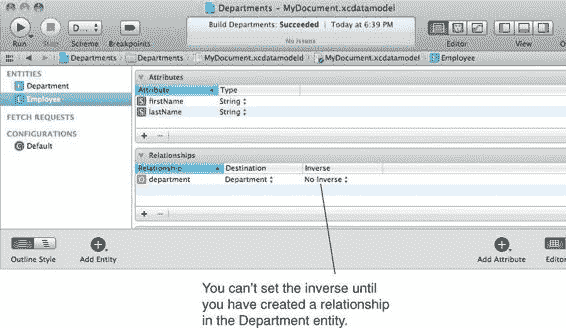 Departments - MyDocument.xcdatamodel
Build Departments: Succeeded | Today at 6:39 PM
No Issues
D...
Run Stop Scheme Breakpoints Editor View
Departments Departments MyDocument.xcdatamodeld MyDocument.xcdatamodel Employee
ENTITIES
Department
Employee
FETCH REQUESTS
CONFIGURATIONS
Default
Attributes
Attribute Type
S firstName String
S lastName String
+ −
Relationships
Relationship Destination Inverse
department Department No Inverse
+ −
Outline Style Add Entity Add Attribute
You can't set the inverse until
you have created a relationship
in the Department entity.